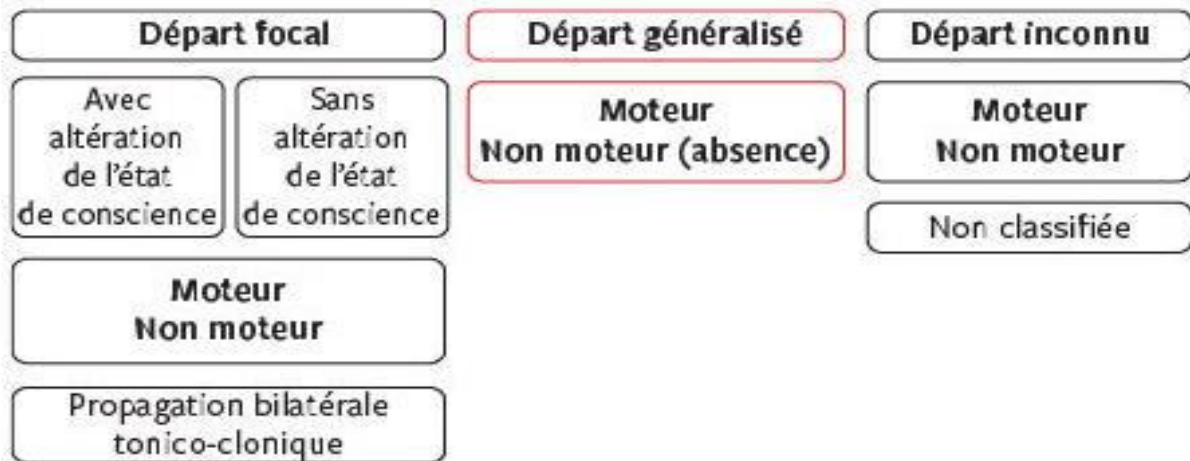 Départ focal
Avec
altération
de l'état
de conscience
Sans
altération
de l'état
de conscience
Moteur
Non moteur
Propagation bilatérale
tonico-clonique
Départ généralisé
Moteur
Non moteur (absence)
Départ inconnu
Moteur
Non moteur
Non classifiée